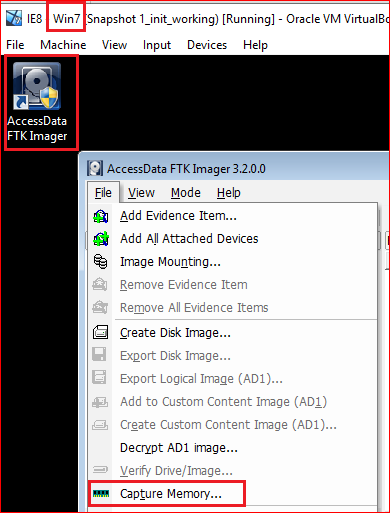 IE8 Win7 (Snapshot 1_init_working) [Running] - Oracle VM VirtualBo
File Machine View Input Devices Help
AccessData
FTK Imager
AccessData FTK Imager 3.2.0.0
File View Mode Help
Add Evidence Item...
Add All Attached Devices
Image Mounting...
Remove Evidence Item
Remove All Evidence Items
Create Disk Image...
Export Disk Image...
Export Logical Image (AD1)...
Add to Custom Content Image (AD1)
Create Custom Content Image (AD1)...
Decrypt AD1 image...
Verify Drive/Image...
Capture Memory...